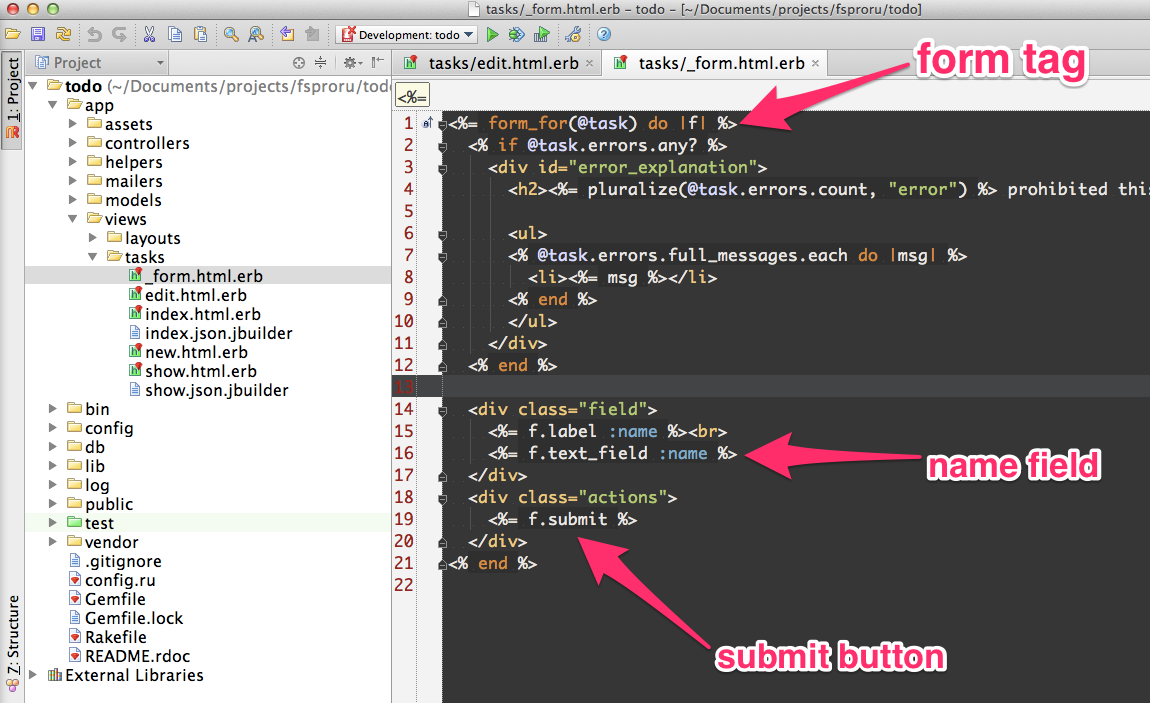 tasks/_form.html.erb – todo – [~/Documents/projects/fsproru/todo]
Development: todo
1: Project
Project
tasks/edit.html.erb
tasks/_form.html.erb
todo (~/Documents/projects/fsproru/todo
app
assets
controllers
helpers
mailers
models
views
layouts
tasks
_form.html.erb
edit.html.erb
index.html.erb
index.json.jbuilder
new.html.erb
show.html.erb
show.json.jbuilder
bin
config
db
lib
log
public
test
vendor
.gitignore
config.ru
Gemfile
Gemfile.lock
Rakefile
README.rdoc
External Libraries
Z: Structure
<%=
1 <%= form_for(@task) do |f| %>
2 <% if @task.errors.any? %>
3 <div id="error_explanation">
4 <h2><%= pluralize(@task.errors.count, "error") %> prohibited this
5
6 <ul>
7 <% @task.errors.full_messages.each do |msg| %>
8 <li><%= msg %></li>
9 <% end %>
10 </ul>
11 </div>
12 <% end %>
13
14 <div class="field">
15 <%= f.label :name %><br>
16 <%= f.text_field :name %>
17 </div>
18 <div class="actions">
19 <%= f.submit %>
20 </div>
21 <% end %>
22
form tag
name field
submit button